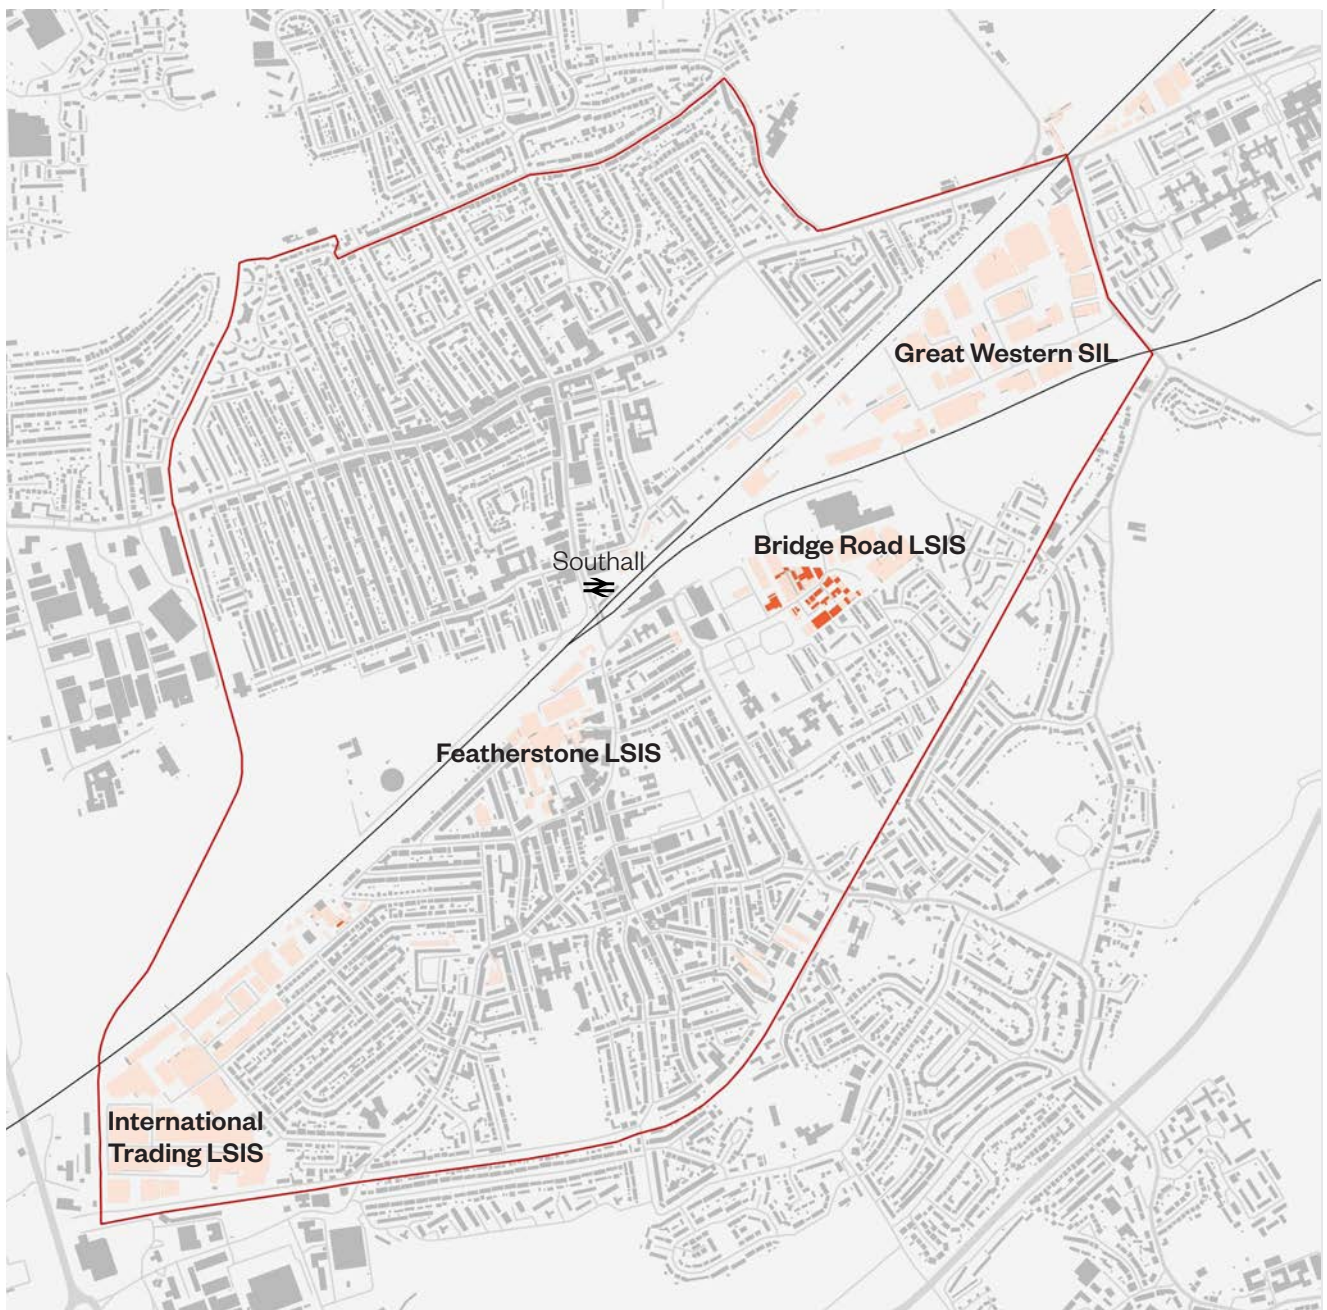 Great Western SIL
Bridge Road LSIS
Southall
Featherstone LSIS
International
Trading LSIS